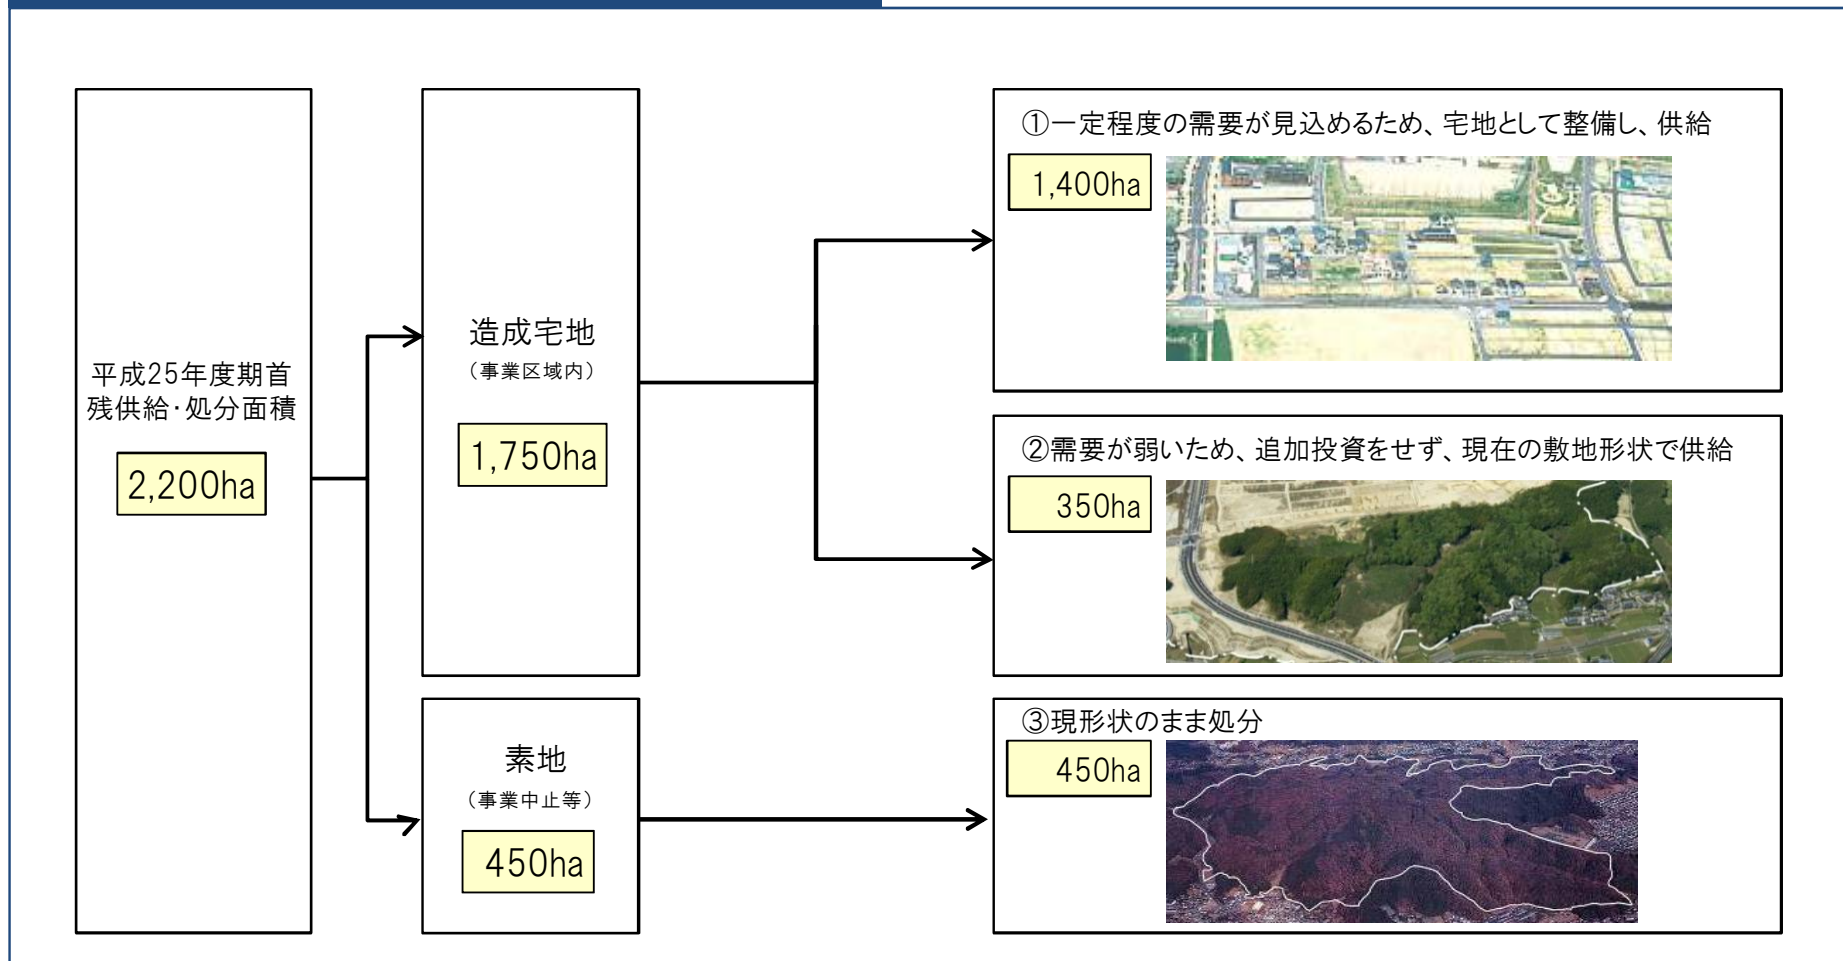 平成25年度期首
残供給・処分面積
2,200ha
造成宅地
（事業区域内）
1,750ha
素地
（事業中止等）
450ha
①一定程度の需要が見込めるため、宅地として整備し、供給
1,400ha
②需要が弱いため、追加投資をせず、現在の敷地形状で供給
350ha
③現形状のまま処分
450ha